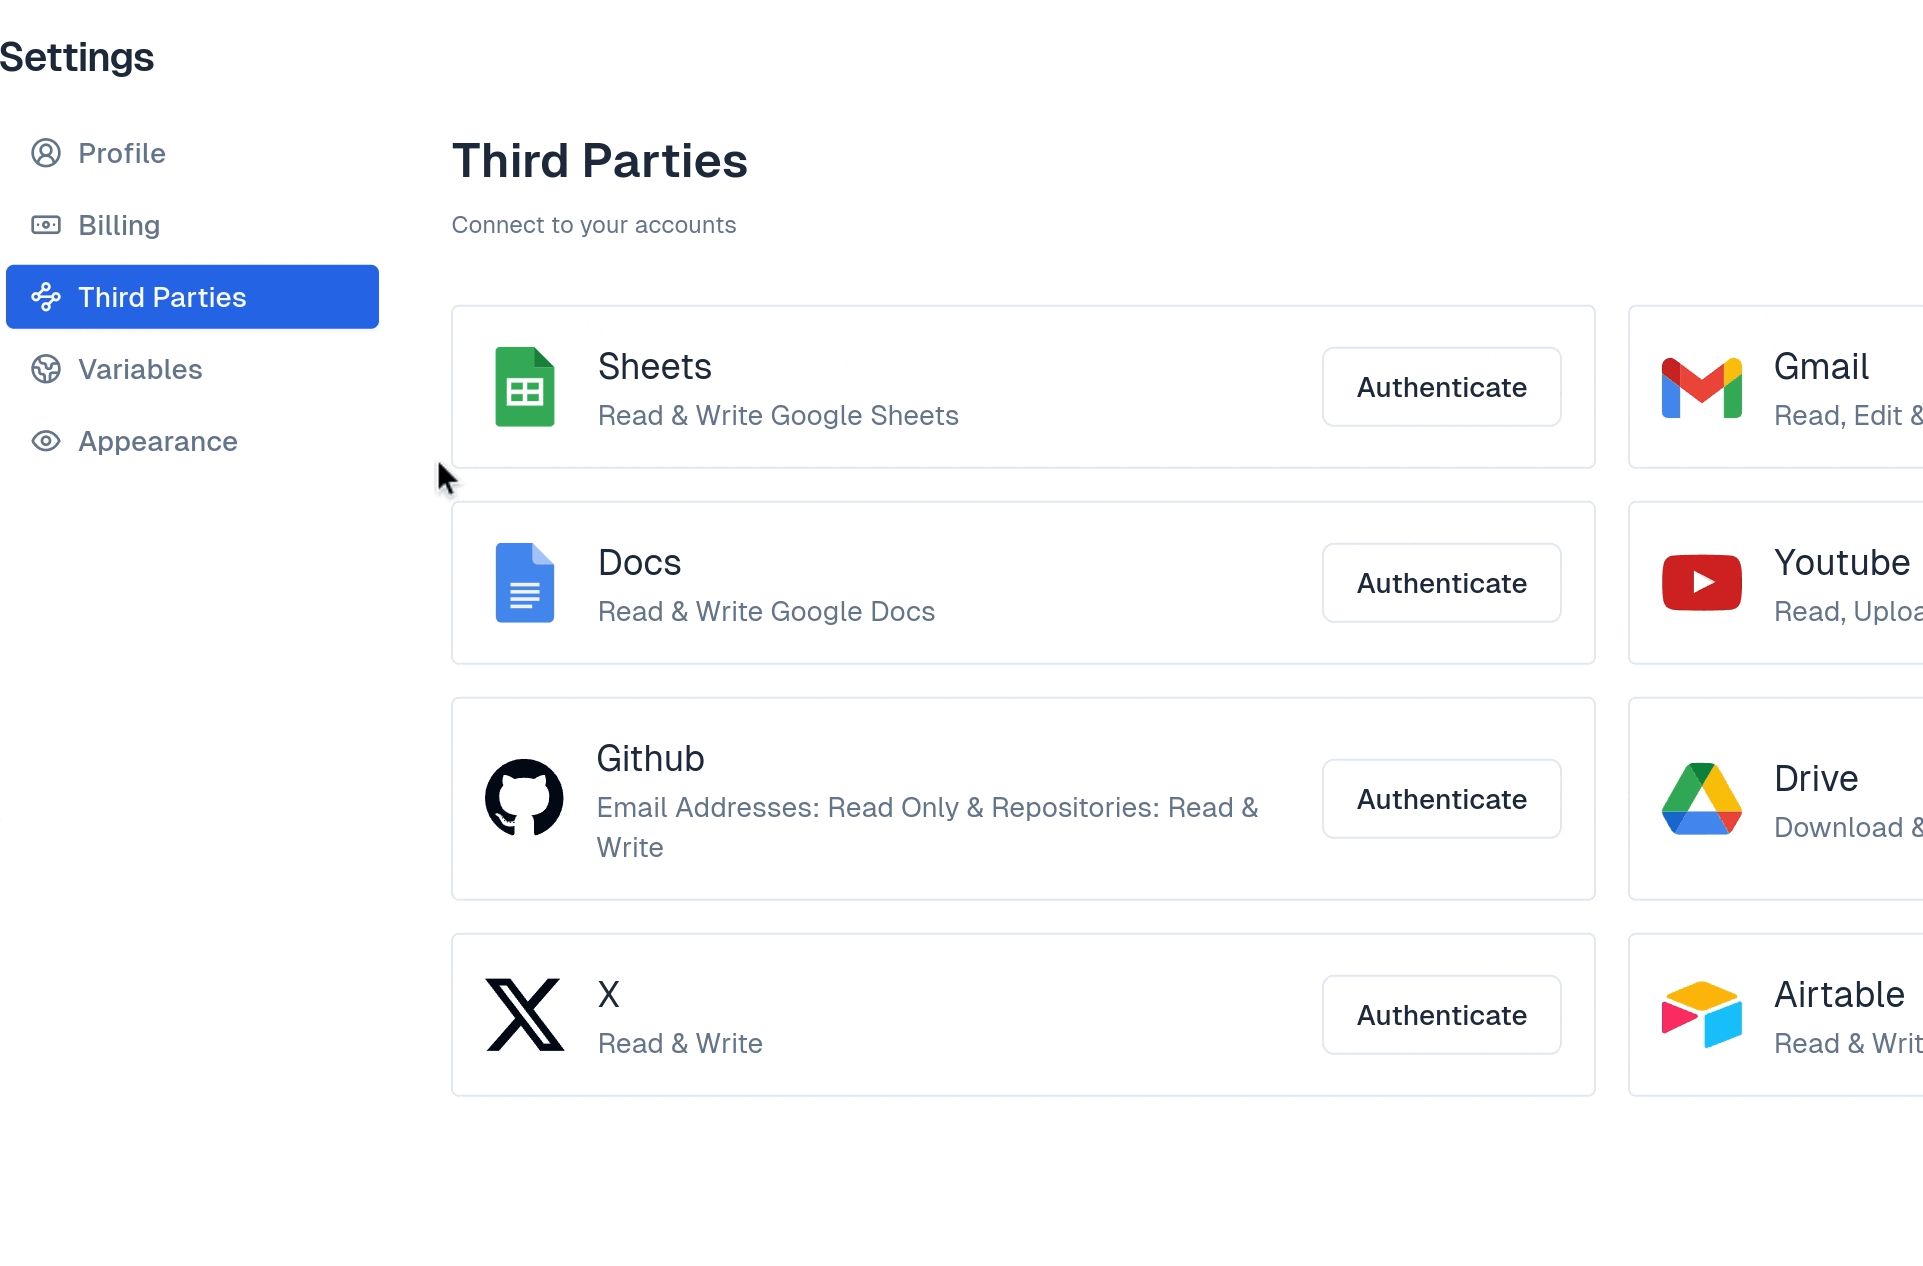 Settings
Profile
Billing
Third Parties
Variables
Appearance
Third Parties
Connect to your accounts
Sheets
Read & Write Google Sheets
Authenticate
Gmail
Read, Edit &
Docs
Read & Write Google Docs
Authenticate
Youtube
Read,
Github
Email Addresses: Read Only & Repositories: Read &
Write
Authenticate
Drive
Download &
X
Read & Write
Authenticate
Airtable
Read &